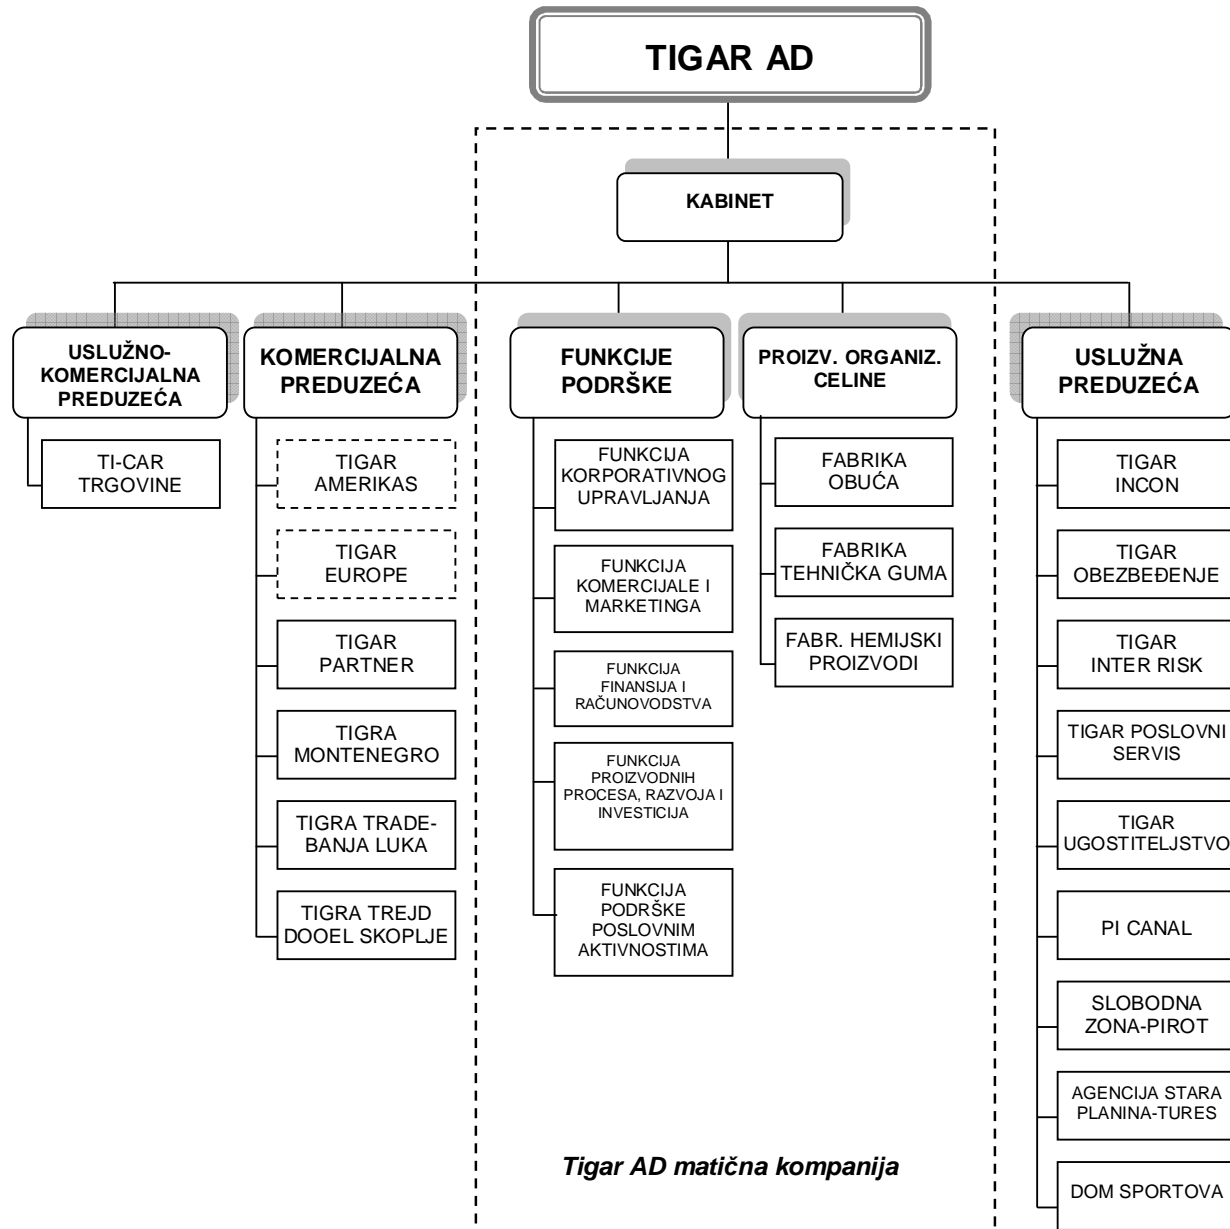 TIGAR AD
KABINET
USLUŽNO-
KOMERCIJALNA
PREDUZEĆA
TI-CAR
TRGOVINE
KOMERCIJALNA
PREDUZEĆA
TIGAR
AMERIKAS
TIGAR
EUROPE
TIGAR
PARTNER
TIGRA
MONTENEGRO
TIGRA TRADE-
BANJA LUKA
TIGRA TREJD
DOOEL SKOPLJE
FUNKCIJE
PODRŠKE
FUNKCIJA
KORPORATIVNOG
UPRAVLJANJA
FUNKCIJA
KOMERCIJALE I
MARKETINGA
FUNKCIJA
FINANSIJA I
RAČUNOVODSTVA
FUNKCIJA
PROIZVODNIH
PROCESA, RAZVOJA I
INVESTICIJA
FUNKCIJA
PODRŠKE
POSLOVNIM
AKTIVNOSTIMA
PROIZV. ORGANIZ.
CELINE
FABRIKA
OBUĆA
FABRIKA
TEHNIČKA GUMA
FABR. HEMIJSKI
PROIZVODI
USLUŽNA
PREDUZEĆA
TIGAR
INCON
TIGAR
OBEZBEĐENJE
TIGAR
INTER RISK
TIGAR POSLOVNI
SERVIS
TIGAR
UGOSTITELJSTVO
PI CANAL
SLOBODNA
ZONA-PIROT
AGENCIJA STARA
PLANINA-TURES
DOM SPORTOVA
Tigar AD matična kompanija